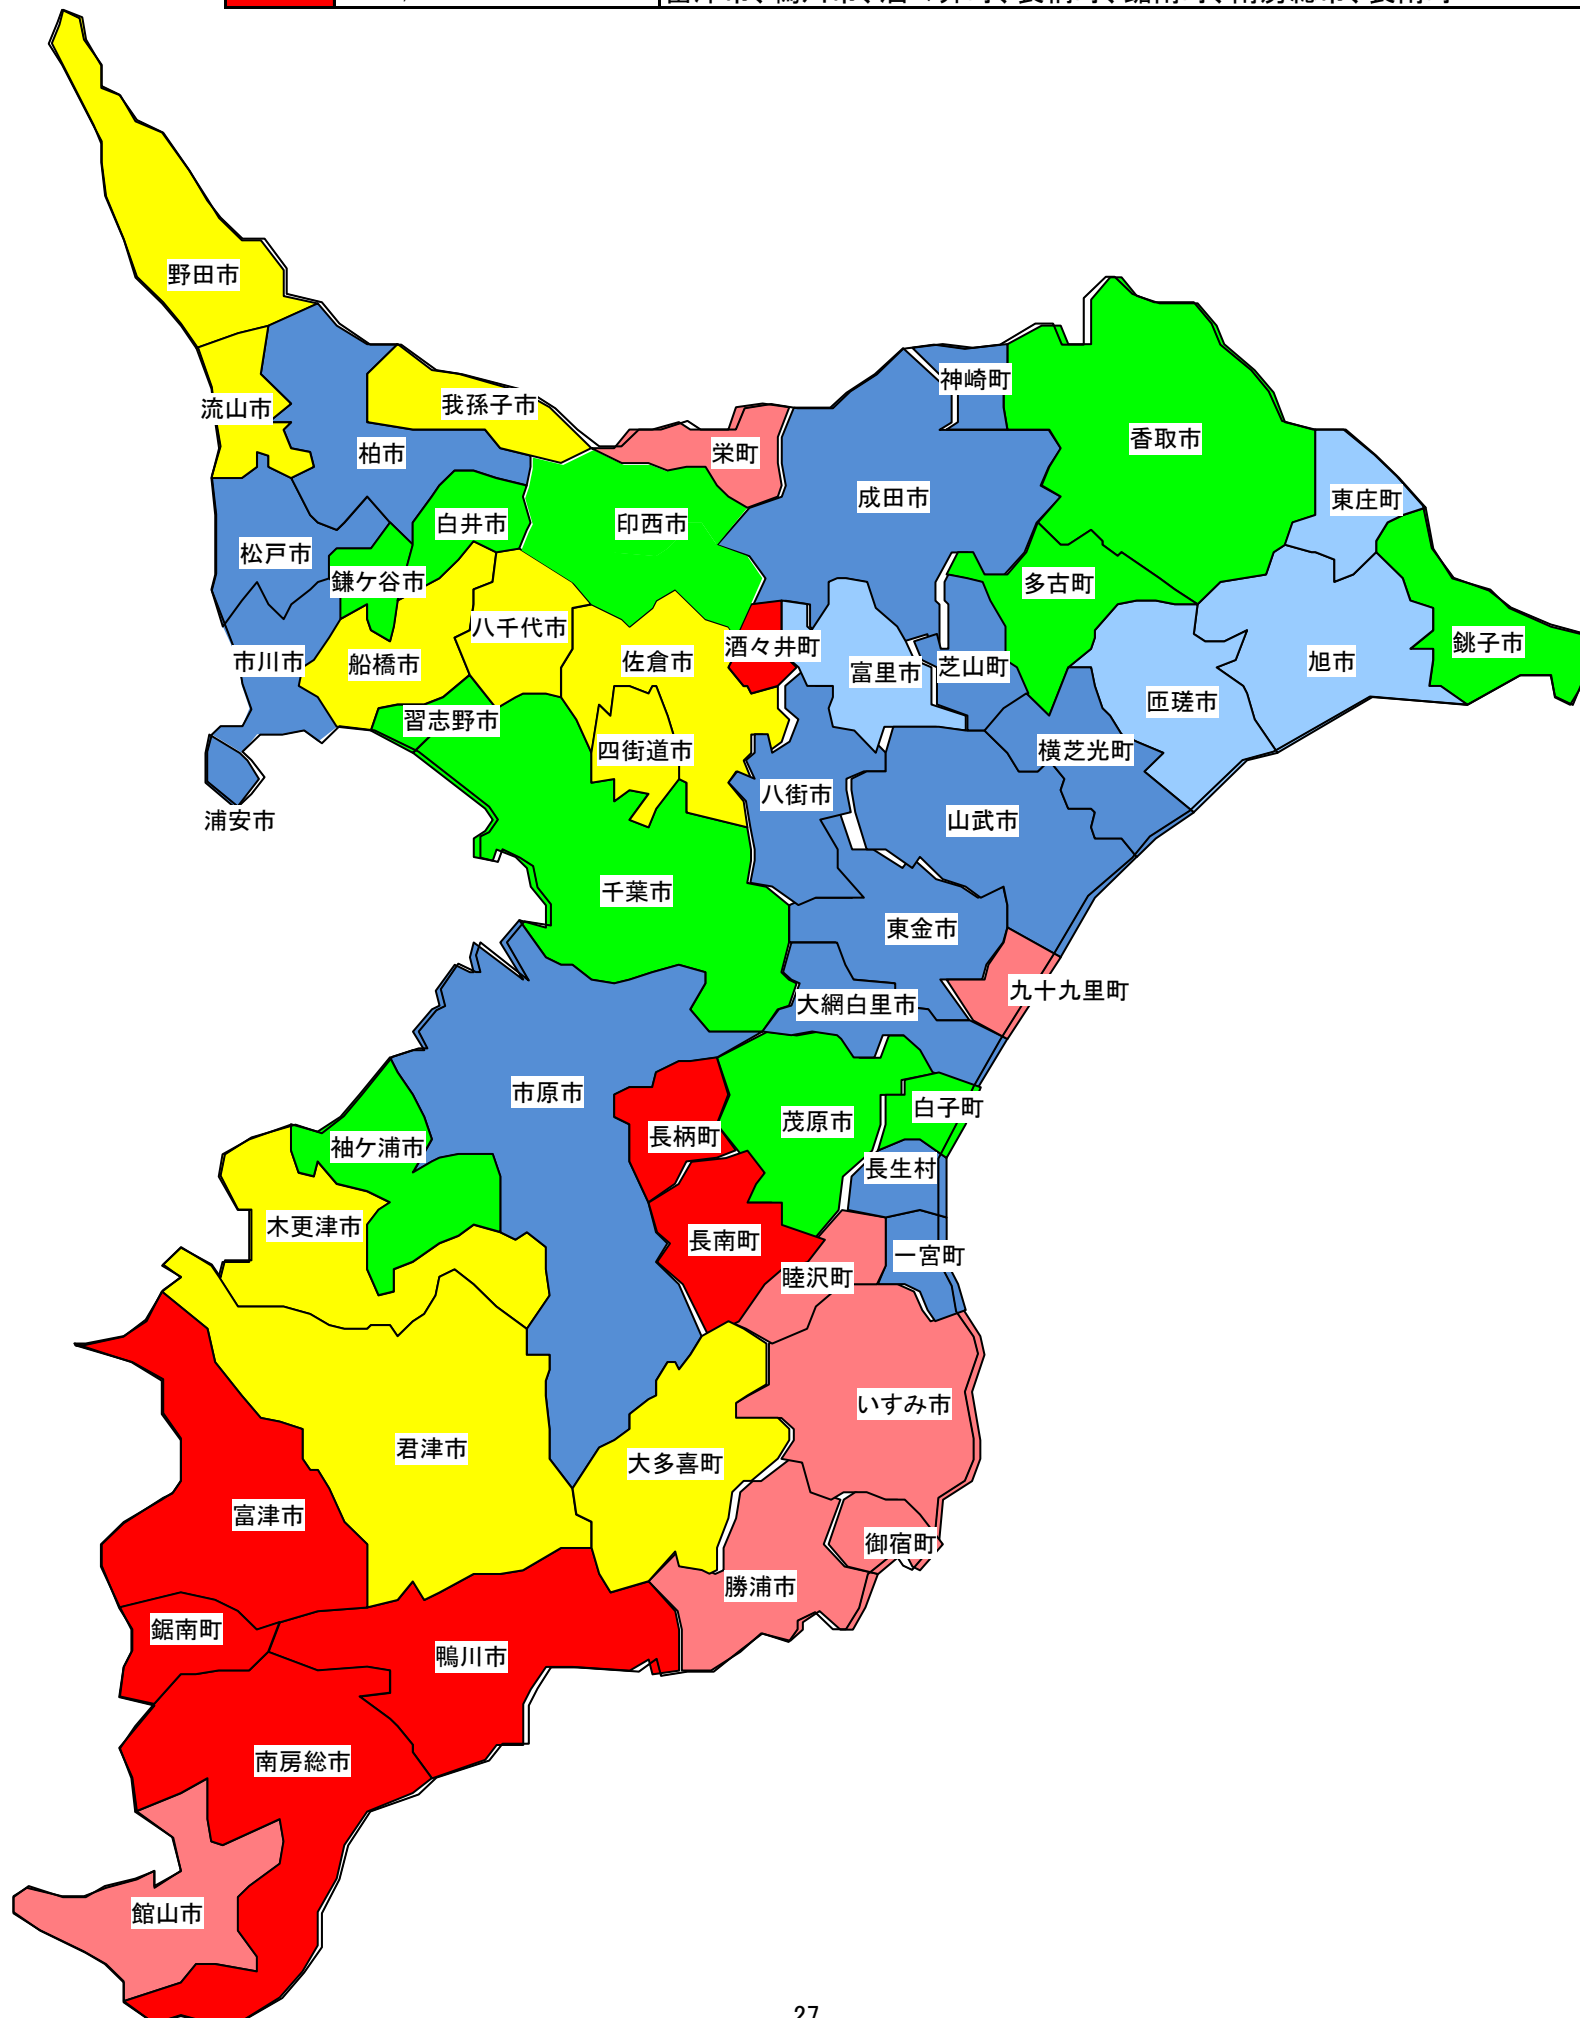 野田市
流山市
我孫子市
神崎町
柏市
栄町
香取市
成田市
東庄町
白井市
印西市
松戸市
鎌ケ谷市
多古町
八千代市
酒々井町
銚子市
市川市
船橋市
佐倉市
富里市
芝山町
旭市
匝瑳市
習志野市
四街道市
横芝光町
八街市
浦安市
山武市
千葉市
東金市
九十九里町
大網白里市
市原市
白子町
茂原市
長柄町
袖ケ浦市
長生村
木更津市
長南町
一宮町
睦沢町
いすみ市
君津市
大多喜町
富津市
御宿町
勝浦市
鋸南町
鴨川市
南房総市
館山市
27